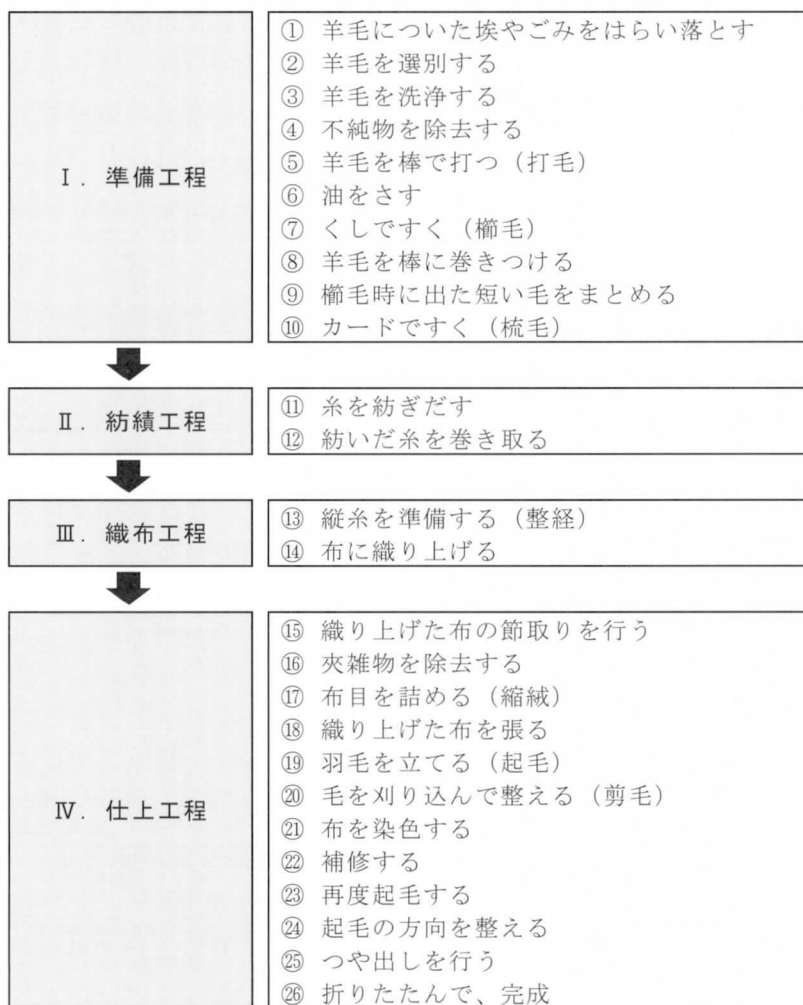 Ⅰ. 準備工程
① 羊毛についた埃やごみをはらい落とす
② 羊毛を選別する
③ 羊毛を洗浄する
④ 不純物を除去する
⑤ 羊毛を棒で打つ（打毛）
⑥ 油をさす
⑦ くしですく（櫛毛）
⑧ 羊毛を棒に巻きつける
⑨ 櫛毛時に出た短い毛をまとめる
⑩ カードですく（梳毛）
Ⅱ. 紡績工程
⑪ 糸を紡ぎだす
⑫ 紡いだ糸を巻き取る
Ⅲ. 織布工程
⑬ 縦糸を準備する（整経）
⑭ 布に織り上げる
Ⅳ. 仕上工程
⑮ 織り上げた布の節取りを行う
⑯ 夾雑物を除去する
⑰ 布目を詰める（縮絨）
⑱ 織り上げた布を張る
⑲ 羽毛を立てる（起毛）
⑳ 毛を刈り込んで整える（剪毛）
㉑ 布を染色する
㉒ 補修する
㉓ 再度起毛する
㉔ 起毛の方向を整える
㉕ つや出しを行う
㉖ 折りたたんで、完成